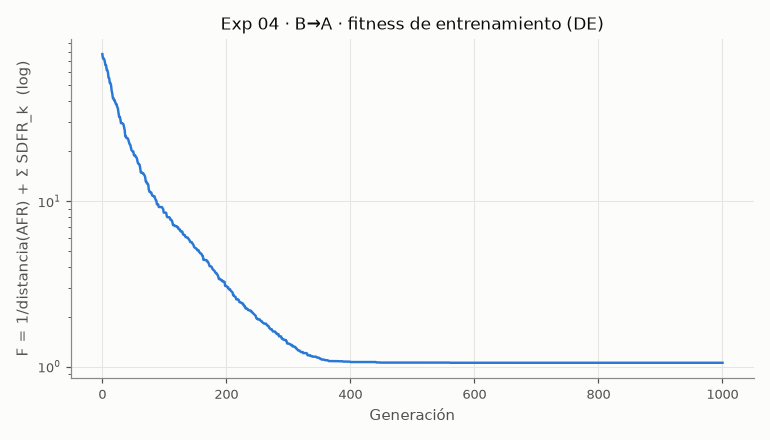 Exp 04 · B→A · fitness de entrenamiento (DE)
F = 1/distancia(AFR) + Σ SDFR_k (log)
10¹
10⁰
0 200 400 600 800 1000
Generación